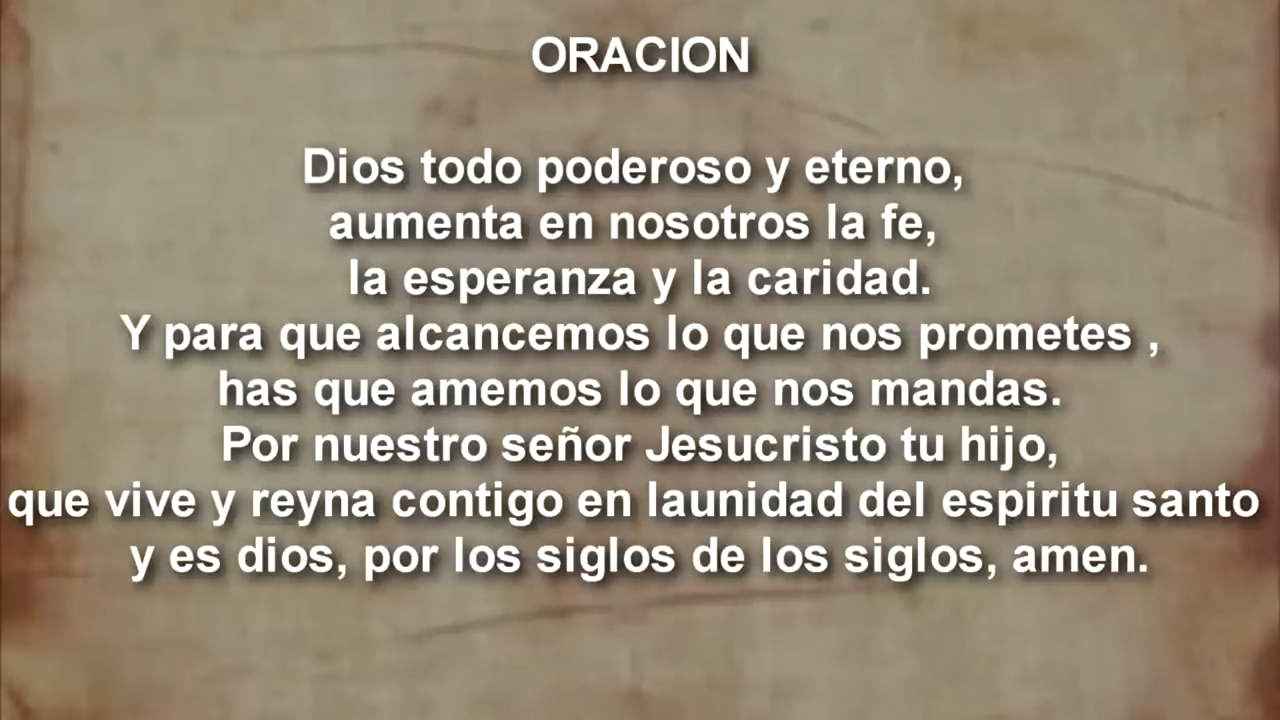 ORACION
Dios todo poderoso y eterno,
aumenta en nosotros la fe,
la esperanza y la caridad.
Y para que alcancemos lo que nos prometes ,
has que amemos lo que nos mandas.
Por nuestro señor Jesucristo tu hijo,
que vive y reyna contigo en launidad del espiritu santo
y es dios, por los siglos de los siglos, amen.